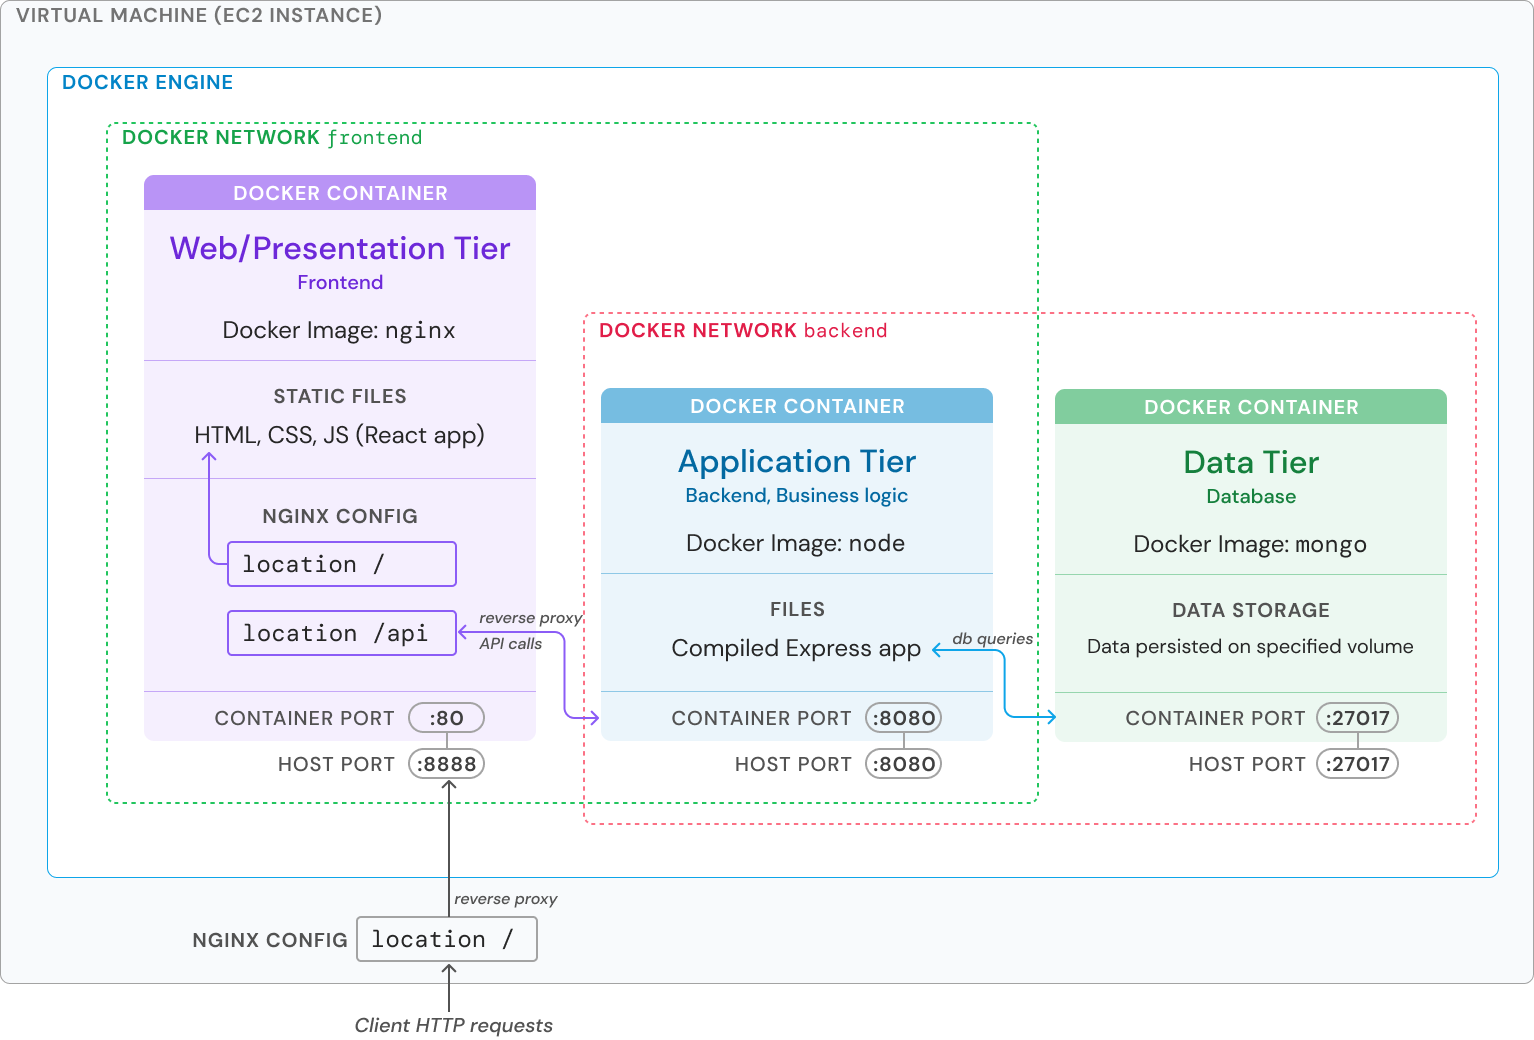 VIRTUAL MACHINE (EC2 INSTANCE)
DOCKER ENGINE
DOCKER NETWORK frontend
DOCKER CONTAINER
Web/Presentation Tier
Frontend
Docker Image: nginx
STATIC FILES
HTML, CSS, JS (React app)
NGINX CONFIG
location /
location /api
reverse proxy
API calls
CONTAINER PORT :80
HOST PORT :8888
DOCKER NETWORK backend
DOCKER CONTAINER
Application Tier
Backend, Business logic
Docker Image: node
FILES
Compiled Express app
db queries
CONTAINER PORT :8080
HOST PORT :8080
DOCKER CONTAINER
Data Tier
Database
Docker Image: mongo
DATA STORAGE
Data persisted on specified volume
CONTAINER PORT :27017
HOST PORT :27017
reverse proxy
NGINX CONFIG location /
Client HTTP requests